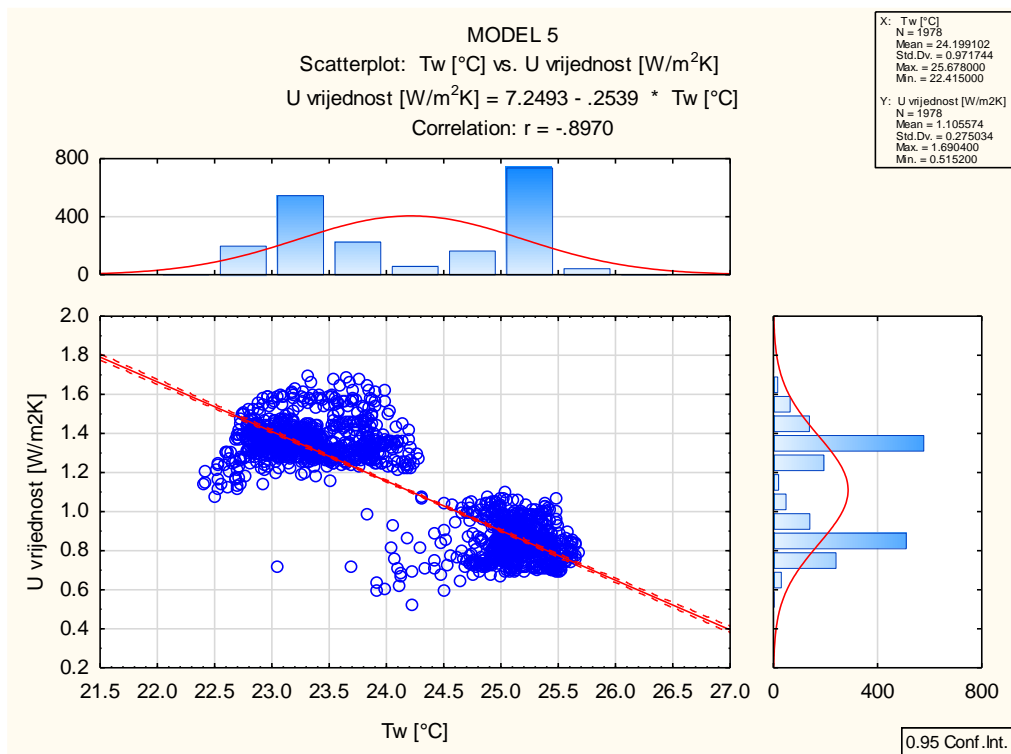 MODEL 5
Scatterplot: Tw [°C] vs. U vrijednost [W/m²K]
U vrijednost [W/m²K] = 7.2493 - .2539 * Tw [°C]
Correlation: r = -.8970
X: Tw [°C]
N = 1978
Mean = 24.199102
Std.Dv. = 0.971744
Max. = 25.678000
Min. = 22.415000
Y: U vrijednost [W/m2K]
N = 1978
Mean = 1.105574
Std.Dv. = 0.275034
Max. = 1.690400
Min. = 0.515200
800
400
0
2.0
1.8
1.6
1.4
1.2
1.0
0.8
0.6
0.4
0.2
U vrijednost [W/m2K]
21.5 22.0 22.5 23.0 23.5 24.0 24.5 25.0 25.5 26.0 26.5 27.0
Tw [°C]
0 400 800
0.95 Conf.Int.